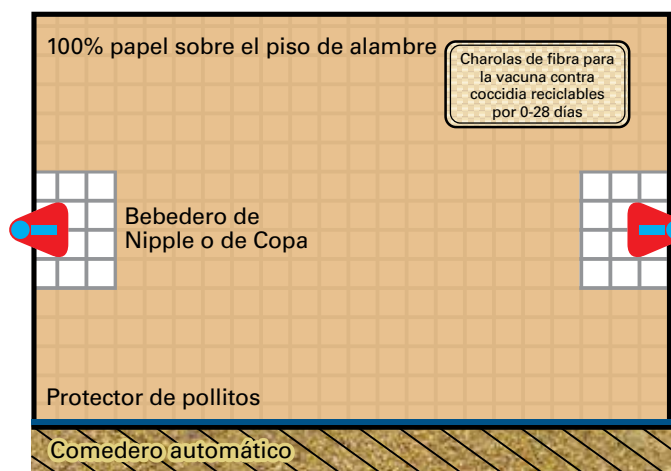 100% papel sobre el piso de alambre
Charolas de fibra para
la vacuna contra
coccidia reciclables
por 0-28 días
Bebedero de
Nipple o de Copa
Protector de pollitos
Comedero automático